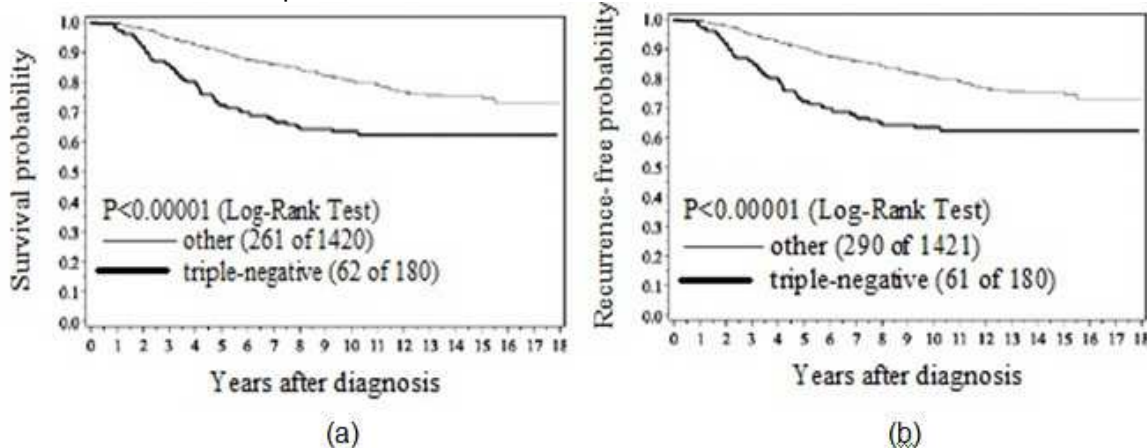 Survival probability
1.0
0.9
0.8
0.7
0.6
0.5
0.4
0.3
0.2
0.1
0.0
P<0.00001 (Log-Rank Test)
other (261 of 1420)
triple-negative (62 of 180)
0 1 2 3 4 5 6 7 8 9 10 11 12 13 14 15 16 17 18
Years after diagnosis
(a)
Recurrence-free probability
1.0
0.9
0.8
0.7
0.6
0.5
0.4
0.3
0.2
0.1
0.0
P<0.00001 (Log-Rank Test)
other (290 of 1421)
triple-negative (61 of 180)
0 1 2 3 4 5 6 7 8 9 10 11 12 13 14 15 16 17 18
Years after diagnosis
(b)